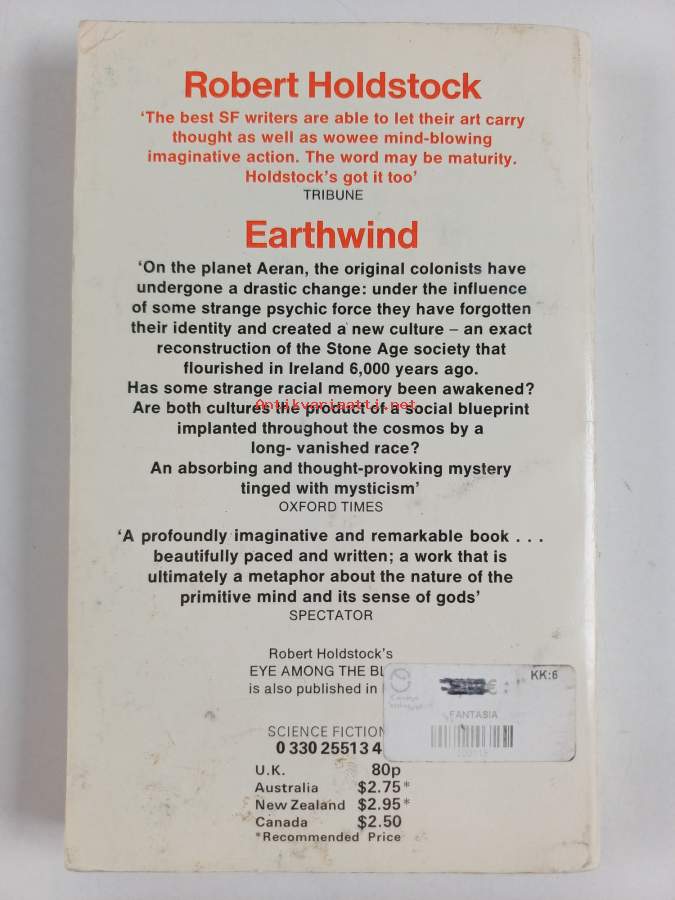 Robert Holdstock
‘The best SF writers are able to let their art carry
thought as well as wowee mind-blowing
imaginative action. The word may be maturity.
Holdstock's got it too’
TRIBUNE
Earthwind
‘On the planet Aeran, the original colonists have
undergone a drastic change: under the influence
of some strange psychic force they have forgotten
their identity and created a new culture – an exact
reconstruction of the Stone Age society that
flourished in Ireland 6,000 years ago.
Has some strange racial memory been awakened?
Antikvariaatti.net
Are both cultures the product of a social blueprint
implanted throughout the cosmos by a
long- vanished race?
An absorbing and thought-provoking mystery
tinged with mysticism’
OXFORD TIMES
‘A profoundly imaginative and remarkable book . . .
beautifully paced and written; a work that is
ultimately a metaphor about the nature of the
primitive mind and its sense of gods’
SPECTATOR
Robert Holdstock's
EYE AMONG THE BL
is also published in
KK:6
FANTASIA
SCIENCE FICTION
0 330 25513 4
U.K. 80p
Australia $2.75*
New Zealand $2.95*
Canada $2.50
*Recommended Price